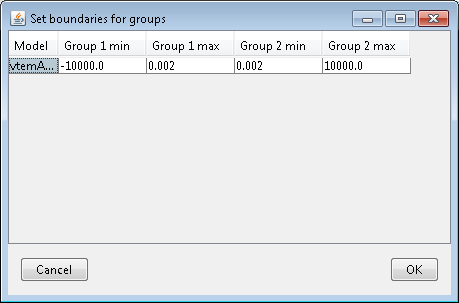 Set boundaries for groups
Model Group 1 min Group 1 max Group 2 min Group 2 max
vtemA... -10000.0 0.002 0.002 10000.0
Cancel OK